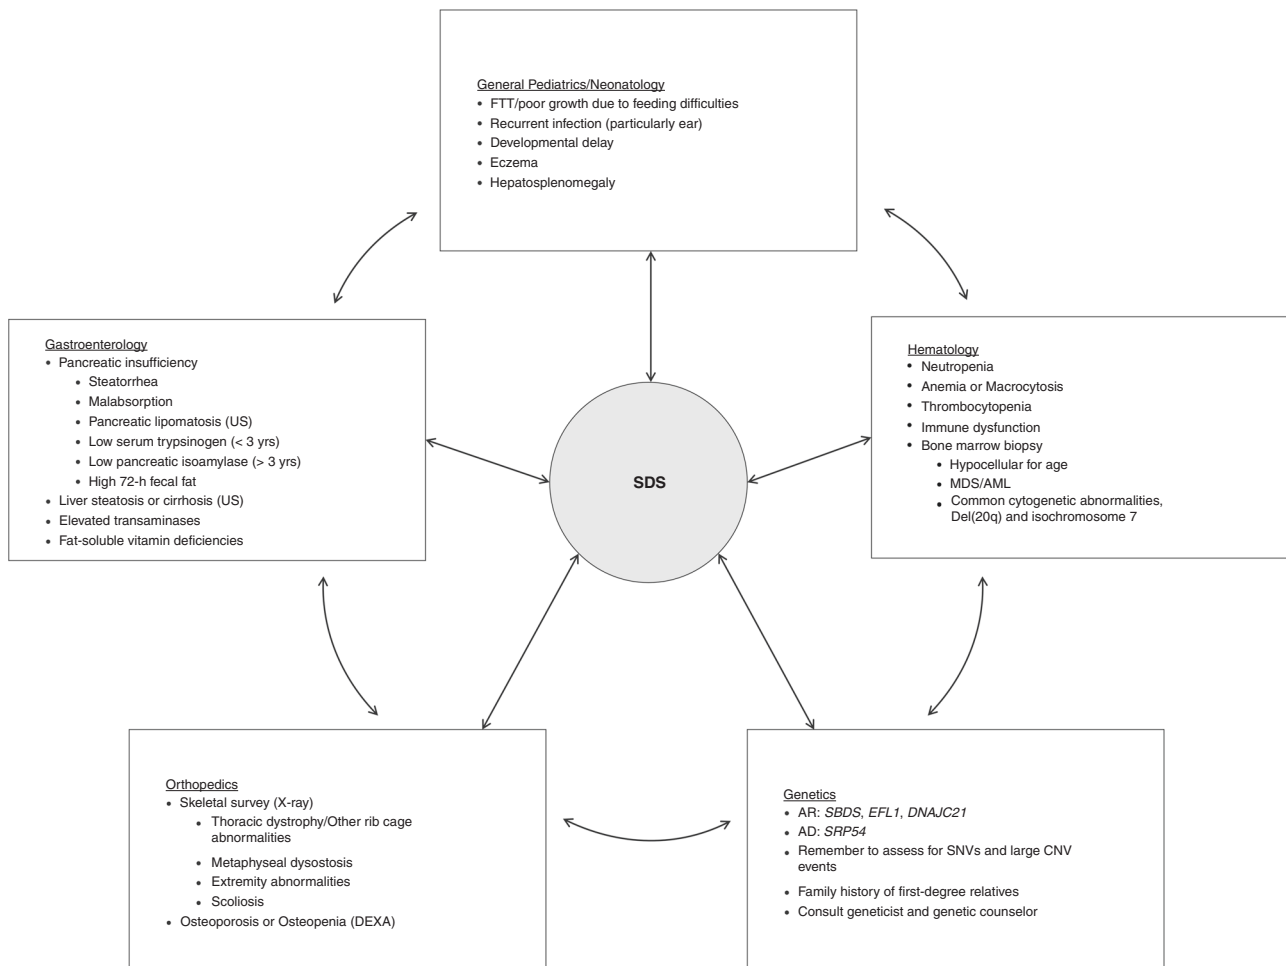 General Pediatrics/Neonatology
• FTT/poor growth due to feeding difficulties
• Recurrent infection (particularly ear)
• Developmental delay
• Eczema
• Hepatosplenomegaly
Gastroenterology
• Pancreatic insufficiency
• Steatorrhea
• Malabsorption
• Pancreatic lipomatosis (US)
• Low serum trypsinogen (< 3 yrs)
• Low pancreatic isoamylase (> 3 yrs)
• High 72-h fecal fat
• Liver steatosis or cirrhosis (US)
• Elevated transaminases
• Fat-soluble vitamin deficiencies
SDS
Hematology
• Neutropenia
• Anemia or Macrocytosis
• Thrombocytopenia
• Immune dysfunction
• Bone marrow biopsy
• Hypocellular for age
• MDS/AML
• Common cytogenetic abnormalities,
Del(20q) and isochromosome 7
Orthopedics
• Skeletal survey (X-ray)
• Thoracic dystrophy/Other rib cage
abnormalities
• Metaphyseal dysostosis
• Extremity abnormalities
• Scoliosis
• Osteoporosis or Osteopenia (DEXA)
Genetics
• AR: SBDS, EFL1, DNAJC21
• AD: SRP54
• Remember to assess for SNVs and large CNV
events
• Family history of first-degree relatives
• Consult geneticist and genetic counselor